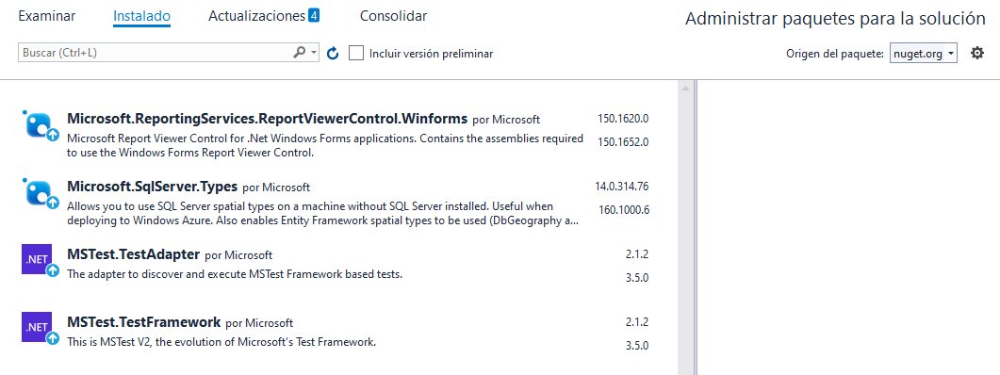 Examinar Instalado Actualizaciones 4 Consolidar Administrar paquetes para la solución
Buscar (Ctrl+L) Incluir versión preliminar Origen del paquete: nuget.org
Microsoft.ReportingServices.ReportViewerControl.Winforms por Microsoft 150.1620.0
Microsoft Report Viewer Control for .Net Windows Forms applications. Contains the assemblies required 150.1652.0
to use the Windows Forms Report Viewer Control.
Microsoft.SqlServer.Types por Microsoft 14.0.314.76
Allows you to use SQL Server spatial types on a machine without SQL Server installed. Useful when 160.1000.6
deploying to Windows Azure. Also enables Entity Framework spatial types to be used (DbGeography a...
.NET MSTest.TestAdapter por Microsoft 2.1.2
The adapter to discover and execute MSTest Framework based tests. 3.5.0
.NET MSTest.TestFramework por Microsoft 2.1.2
This is MSTest V2, the evolution of Microsoft's Test Framework. 3.5.0